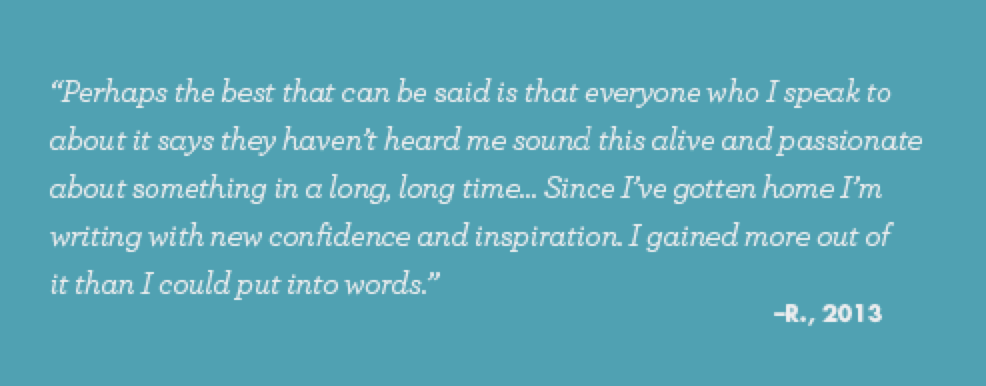 “Perhaps the best that can be said is that everyone who I speak to
about it says they haven’t heard me sound this alive and passionate
about something in a long, long time... Since I’ve gotten home I’m
writing with new confidence and inspiration. I gained more out of
it than I could put into words.”
–R., 2013